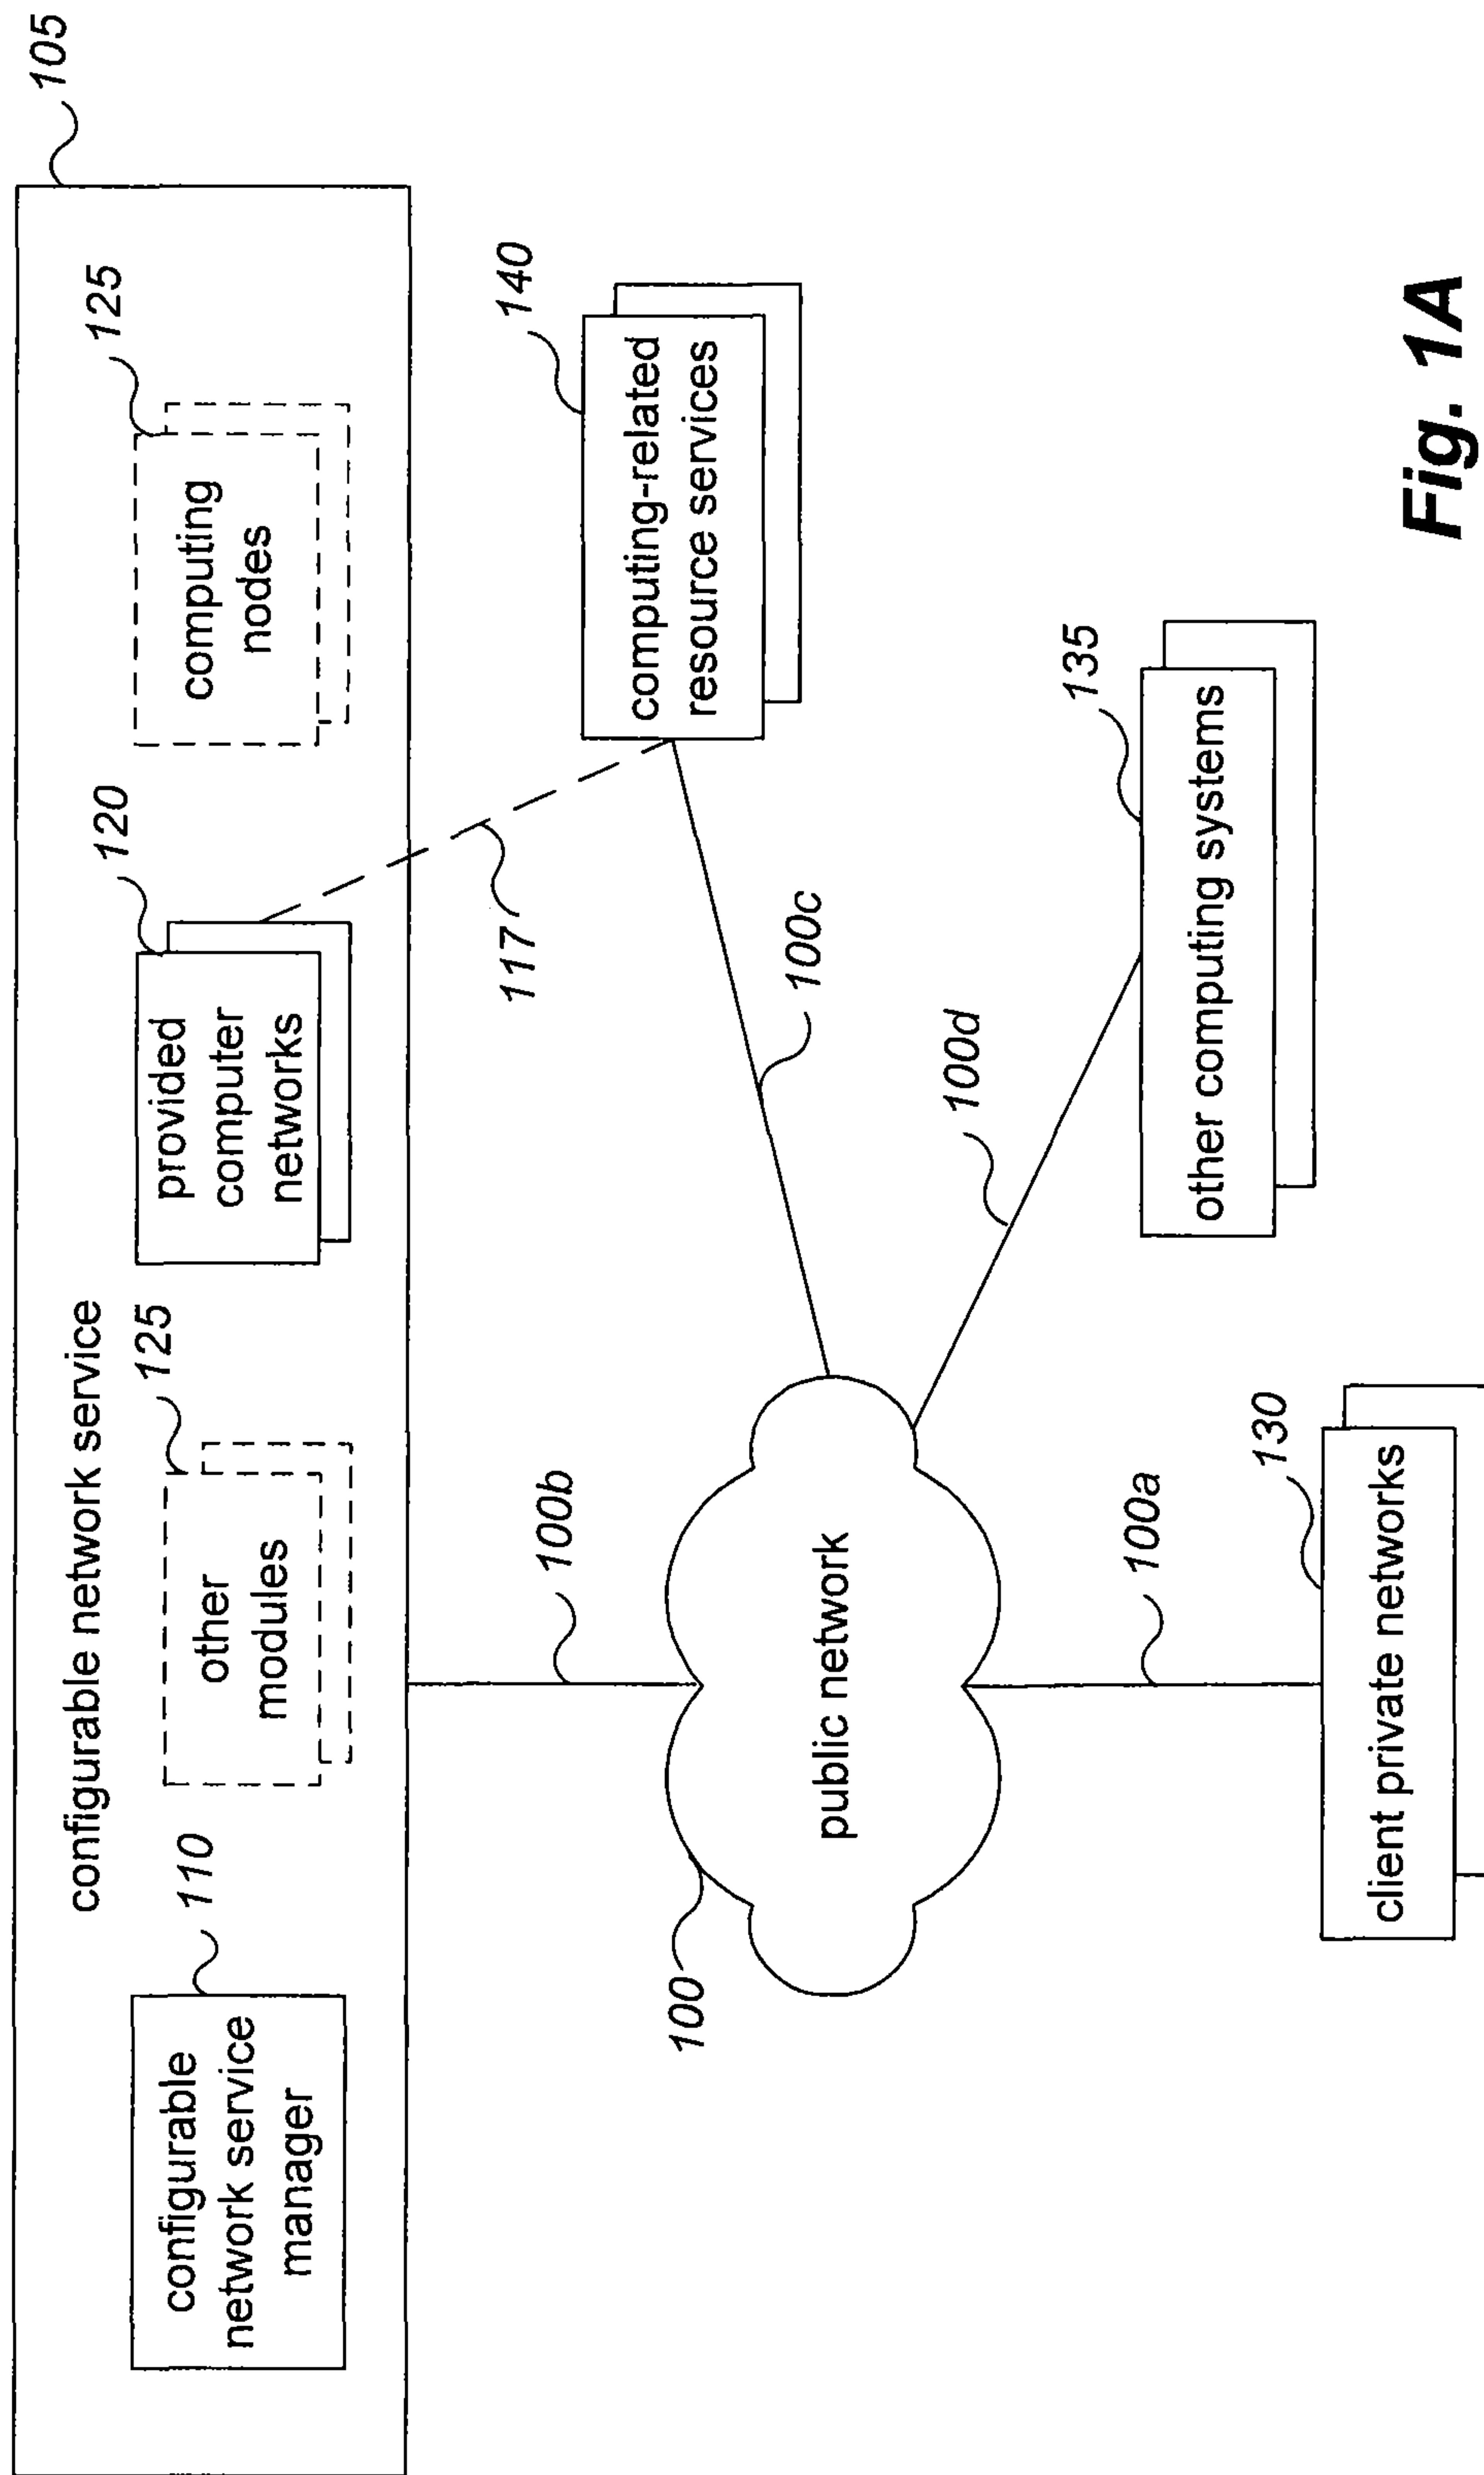 105
configurable network service
110
125
120
125
configurable
network service
manager
other
modules
provided
computer
networks
computing
nodes
100b
117
140
computing-related
resource services
100
public network
100c
100d
135
other computing systems
100a
130
client private networks
Fig. 1A